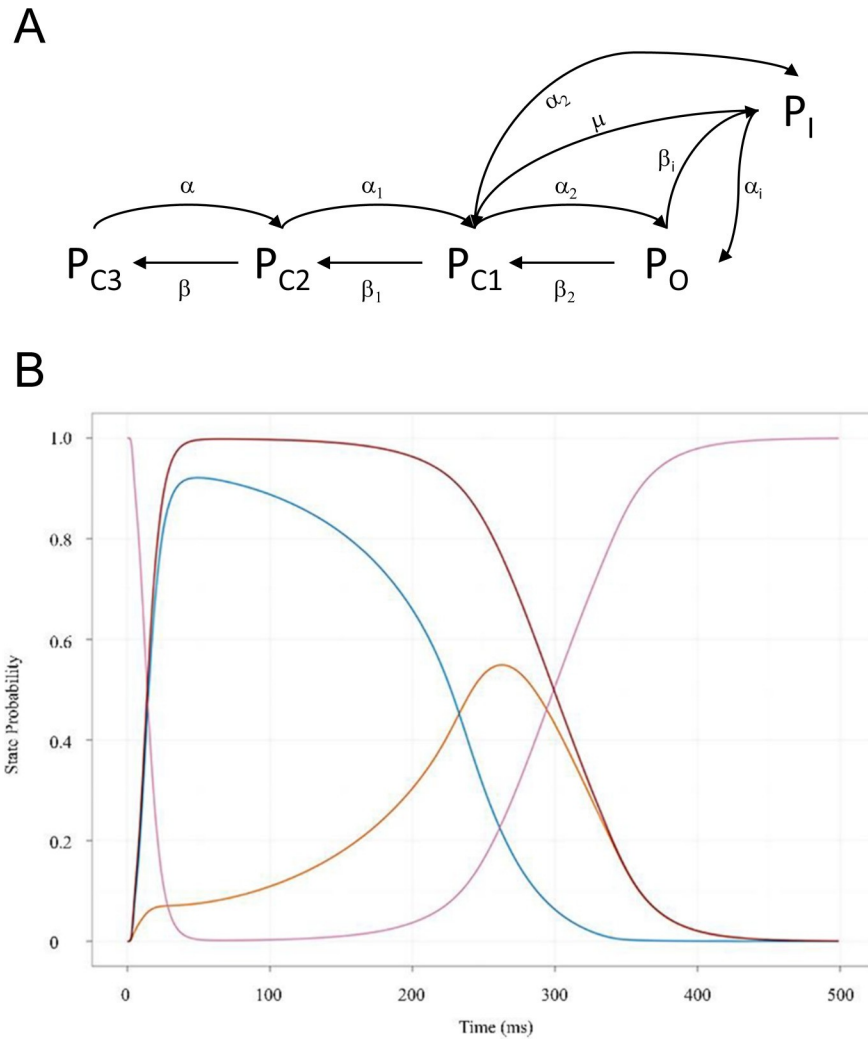 A
α₂
P_I
μ
β_i
α
α₁
α₂
α_i
P_C3
P_C2
P_C1
P_O
β
β₁
β₂
B
1.0
0.8
0.6
0.4
0.2
0
State Probability
0 100 200 300 400 500
Time (ms)